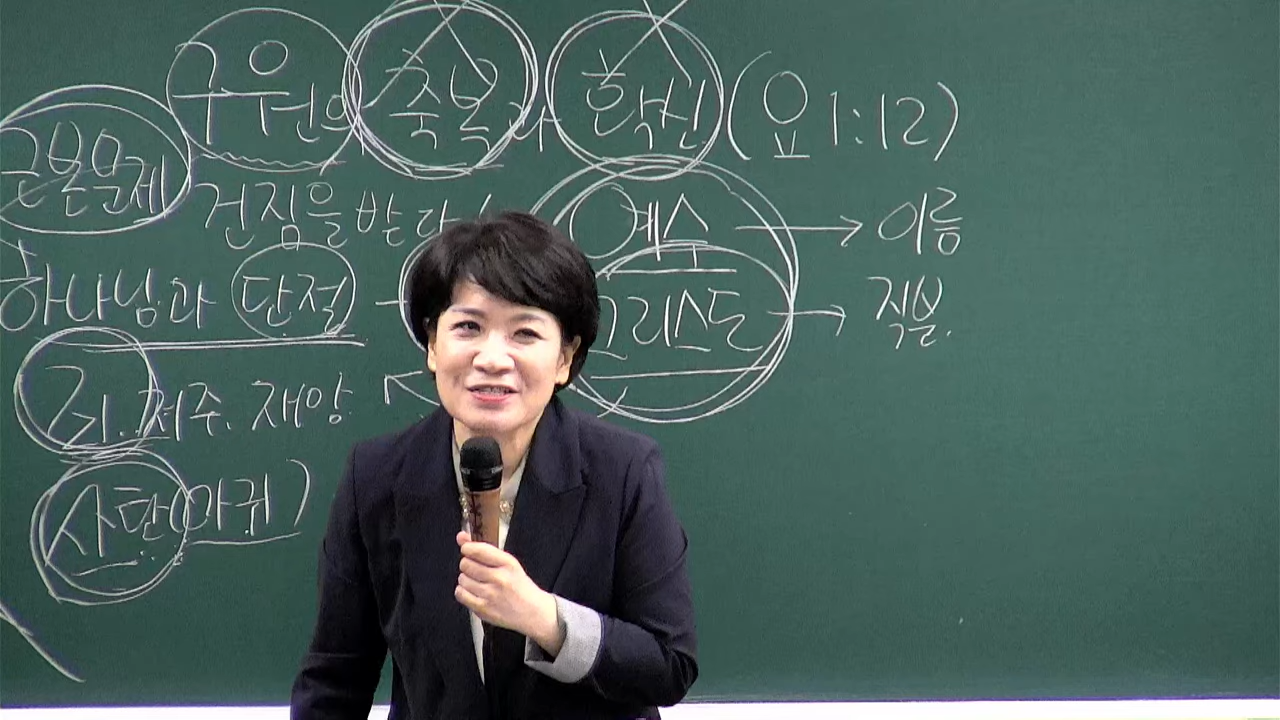 구원의 축복과 확신 (요 1:12)
근본문제
건짐을 받다
예수 → 이름
하나님과 단절
그리스도 → 직분.
죄. 저주. 재앙
사탄(마귀)